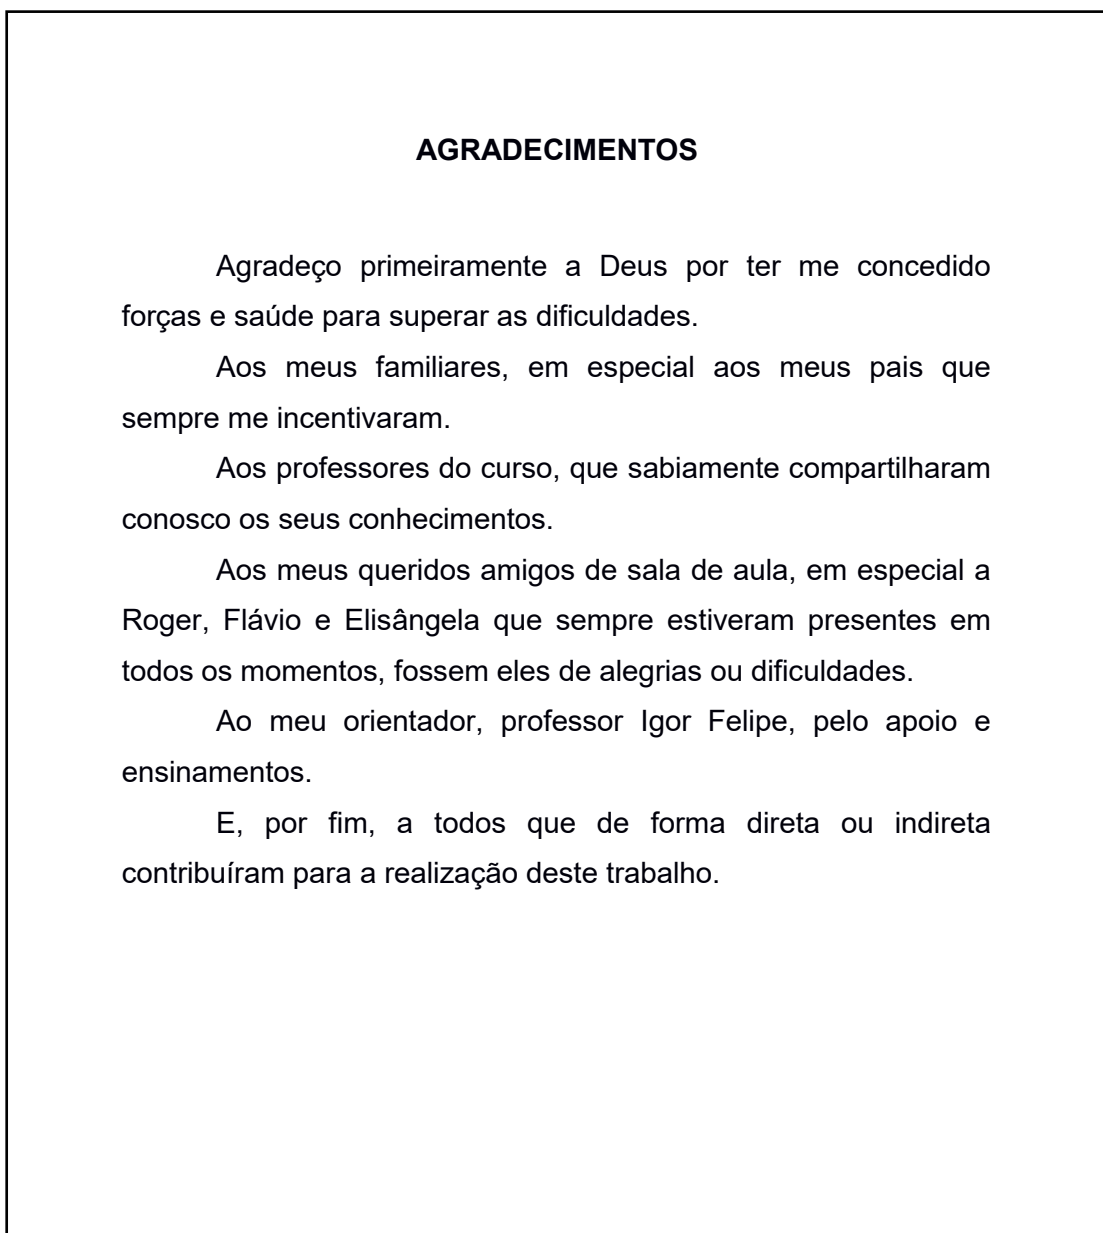 AGRADECIMENTOS
Agradeço primeiramente a Deus por ter me concedido
forças e saúde para superar as dificuldades.
Aos meus familiares, em especial aos meus pais que
sempre me incentivaram.
Aos professores do curso, que sabiamente compartilharam
conosco os seus conhecimentos.
Aos meus queridos amigos de sala de aula, em especial a
Roger, Flávio e Elisângela que sempre estiveram presentes em
todos os momentos, fossem eles de alegrias ou dificuldades.
Ao meu orientador, professor Igor Felipe, pelo apoio e
ensinamentos.
E, por fim, a todos que de forma direta ou indireta
contribuíram para a realização deste trabalho.